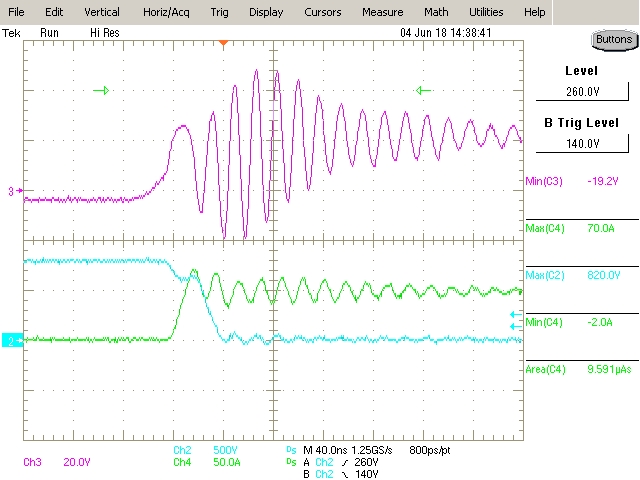 File Edit Vertical Horiz/Acq Trig Display Cursors Measure Math Utilities Help
Tek Run Hi Res 04 Jun 18 14:38:41
Buttons
Level
260.0V
B Trig Level
140.0V
3
Min(C3) -19.2V
Max(C4) 70.0A
Max(C2) 820.0V
2
Min(C4) -2.0A
Area(C4) 9.591µAs
Ch2 500V Ds M 40.0ns 1.25GS/s 800ps/pt
Ch3 20.0V Ch4 50.0A Ds A Ch2 260V
B Ch2 140V